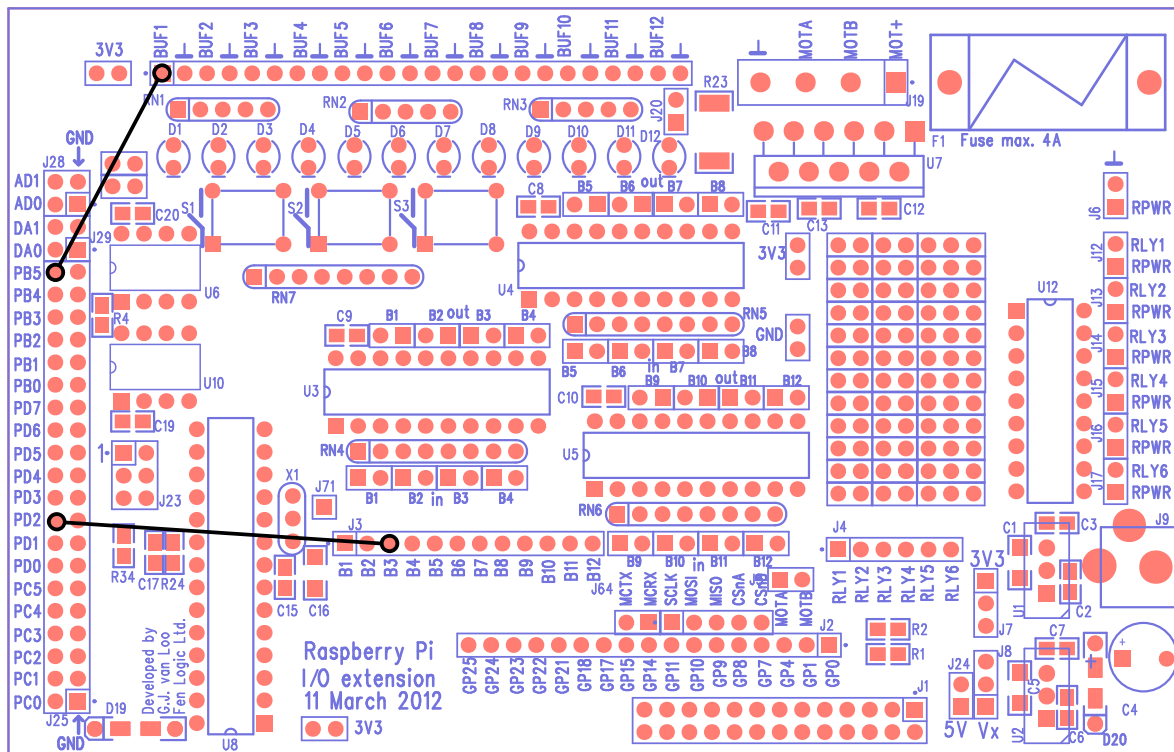 3V3
BUF1
BUF2
BUF3
BUF4
BUF5
BUF6
BUF7
BUF8
BUF9
BUF10
BUF11
BUF12
MOTA
MOTB
MOT+
RN1
RN2
RN3
J20
R23
J19
F1
Fuse max. 4A
GND
D1
D2
D3
D4
D5
D6
D7
D8
D9
D10
D11
D12
U7
J28
AD1
AD0
DA1
DA0
PB5
PB4
PB3
PB2
PB1
PB0
PD7
PD6
PD5
PD4
PD3
PD2
PD1
PD0
PC5
PC4
PC3
PC2
PC1
PC0
J25
GND
C20
J29
S1
S2
S3
C8
B5
B6
out
B7
B8
C11
C13
C12
J6
RPWR
U6
RN7
U4
3V3
J12
RLY1
RPWR
J13
RLY2
RPWR
J14
RLY3
RPWR
J15
RLY4
RPWR
J16
RLY5
RPWR
J17
RLY6
RPWR
U12
R4
C9
B1
B2
out
B3
B4
RN5
GND
B5
B6
in
B7
B8
U10
U3
C10
B9
B10
out
B11
B12
C19
RN4
U5
1
J23
X1
J71
B1
B2
in
B3
B4
RN6
J3
B1
B2
B3
B4
B5
B6
B7
B8
B9
B10
B11
B12
B9
B10
in
B11
B12
J4
RLY1
RLY2
RLY3
RLY4
RLY5
RLY6
C1
C3
J9
R34
C17
R24
C15
C16
J64
MCTX
MCRX
SCLK
MOSI
MISO
CSnA
CSnB
MOTA
MOTB
3V3
J7
U1
C2
Developed by
G.J. van Loo
Fen Logic Ltd.
Raspberry Pi
I/O extension
11 March 2012
GP25
GP24
GP23
GP22
GP21
GP18
GP17
GP15
GP14
GP11
GP10
GP9
GP8
GP7
GP4
GP1
GP0
J2
R2
R1
C7
J8
J24
C5
+
+
D19
U8
3V3
J1
5V
Vx
U2
C6
C4
D20